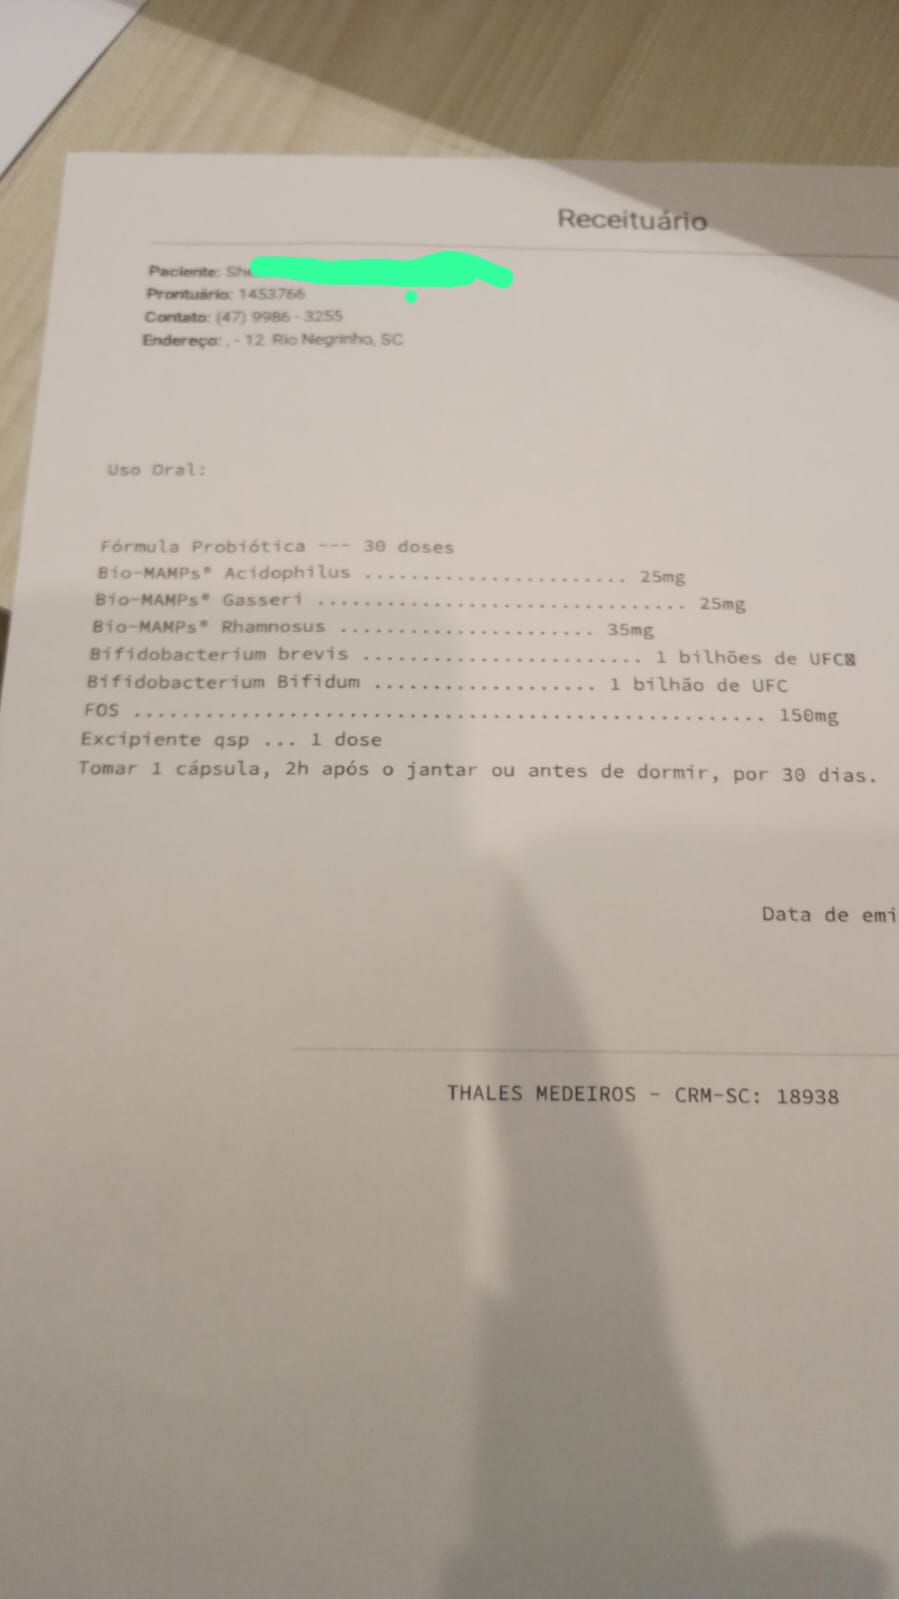 Receituário
Paciente: She
Prontuário: 1453766
Contato: (47) 9986-3255
Endereço: , - 12. Rio Negrinho, SC
Uso Oral:
Fórmula Probiótica --- 30 doses
Bio-MAMPs® Acidophilus ....................... 25mg
Bio-MAMPs® Gasseri ................................ 25mg
Bio-MAMPs® Rhamnosus ...................... 35mg
Bifidobacterium brevis ........................ 1 bilhões de UFC
Bifidobacterium Bifidum ................... 1 bilhão de UFC
FOS ....................................................... 150mg
Excipiente qsp ... 1 dose
Tomar 1 cápsula, 2h após o jantar ou antes de dormir, por 30 dias.
Data de emi
THALES MEDEIROS - CRM-SC: 18938